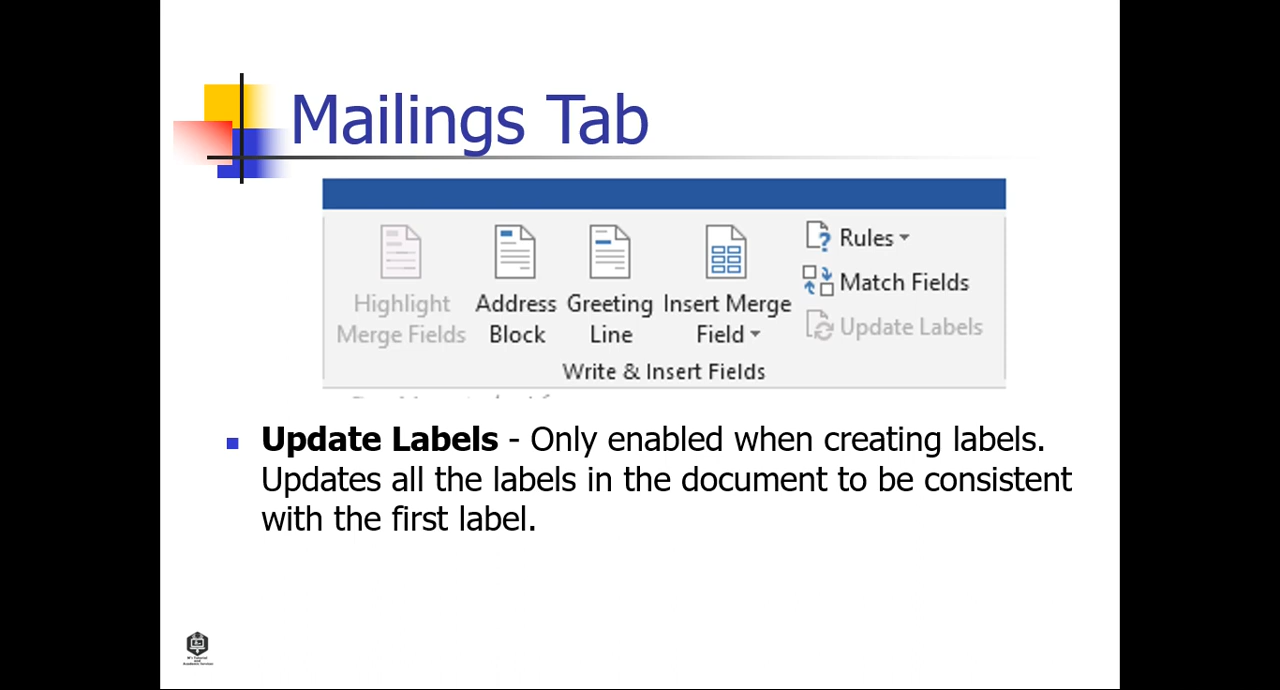 Mailings Tab
Highlight Merge Fields
Address Block
Greeting Line
Insert Merge Field
Rules
Match Fields
Update Labels
Write & Insert Fields
Update Labels - Only enabled when creating labels.
Updates all the labels in the document to be consistent
with the first label.